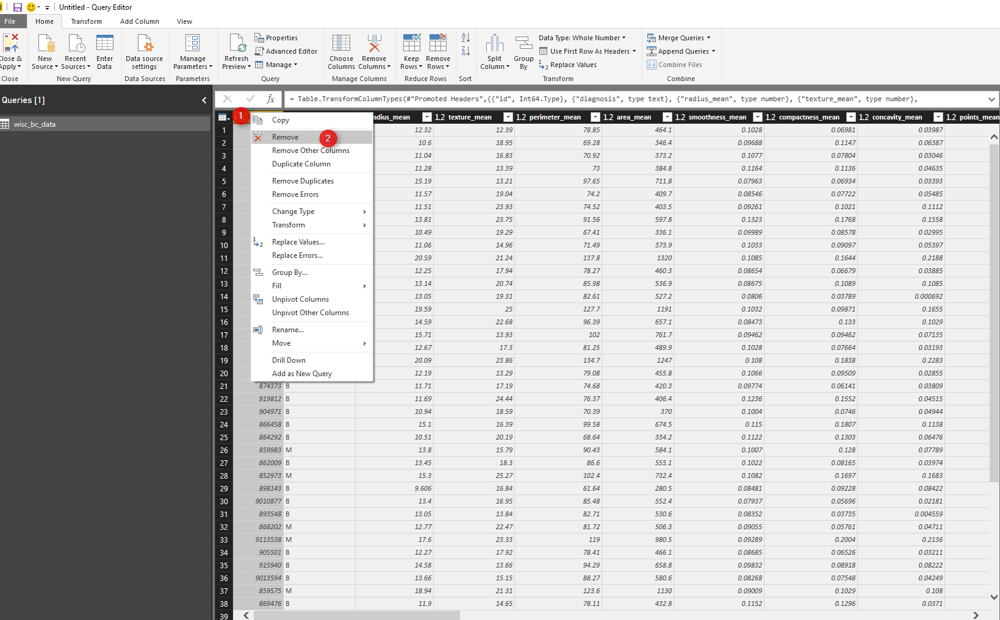 Untitled - Query Editor
File Home Transform Add Column View
Close & Apply New Source Recent Sources Enter Data Data source settings Manage Parameters Refresh Preview Properties Advanced Editor Manage Choose Columns Remove Columns Keep Rows Remove Rows Split Column Group By Data Type: Whole Number Use First Row As Headers Replace Values Merge Queries Append Queries Combine Files
Close New Query Data Sources Parameters Query Manage Columns Reduce Rows Sort Transform Combine
Queries [1]
wisc_bc_data
= Table.TransformColumnTypes(#"Promoted Headers",{{"id", Int64.Type}, {"diagnosis", type text}, {"radius_mean", type number}, {"texture_mean", type number},
1
2
Copy
Remove
Remove Other Columns
Duplicate Column
Remove Duplicates
Remove Errors
Change Type
Transform
Replace Values...
Replace Errors...
Group By...
Fill
Unpivot Columns
Unpivot Other Columns
Rename...
Move
Drill Down
Add as New Query
adius_mean 1.2 texture_mean 1.2 perimeter_mean 1.2 area_mean 1.2 smoothness_mean 1.2 compactness_mean 1.2 concavity_mean 1.2 points_mean
1 12.32 12.39 78.85 464.1 0.1028 0.06981 0.03987
2 10.6 18.95 69.28 346.4 0.09688 0.1147 0.06387
3 11.04 16.83 70.92 373.2 0.1077 0.07804 0.03046
4 11.28 13.39 73 384.8 0.1164 0.1136 0.04635
5 15.19 13.21 97.65 711.8 0.07963 0.06934 0.03393
6 11.57 19.04 74.2 409.7 0.08546 0.07722 0.05485
7 11.51 23.93 74.52 403.5 0.09261 0.1021 0.1112
8 13.81 23.75 91.56 597.8 0.1323 0.1768 0.1558
9 10.49 19.29 67.41 336.1 0.09989 0.08578 0.02995
10 11.06 14.96 71.49 373.9 0.1033 0.09097 0.05397
11 20.59 21.24 137.8 1320 0.1085 0.1644 0.2188
12 12.25 17.94 78.27 460.3 0.08654 0.06679 0.03885
13 13.14 20.74 85.98 536.9 0.08675 0.1089 0.1085
14 13.05 19.31 82.61 527.2 0.0806 0.03789 0.000692
15 19.59 25 127.7 1191 0.1032 0.09871 0.1655
16 14.59 22.68 96.39 657.1 0.08473 0.133 0.1029
17 15.71 13.93 102 761.7 0.09462 0.09462 0.07135
18 12.67 17.3 81.25 489.9 0.1028 0.07664 0.03193
19 20.09 23.86 134.7 1247 0.108 0.1838 0.2283
20 12.19 13.29 79.08 455.8 0.1066 0.09509 0.02855
21 874373 B 11.71 17.19 74.68 420.3 0.09774 0.06141 0.03809
22 919812 B 11.69 24.44 76.37 406.4 0.1236 0.1552 0.04515
23 904971 B 10.94 18.59 70.39 370 0.1004 0.0746 0.04944
24 866458 B 15.1 16.39 99.58 674.5 0.115 0.1807 0.1138
25 864292 B 10.51 20.19 68.64 334.2 0.1122 0.1303 0.06476
26 859983 M 13.8 15.79 90.43 584.1 0.1007 0.128 0.07789
27 862009 B 13.45 18.3 86.6 555.1 0.1022 0.08165 0.03974
28 852973 M 15.3 25.27 102.4 732.4 0.1082 0.1697 0.1683
29 898143 B 9.606 16.84 61.64 280.5 0.08481 0.09228 0.08422
30 9010877 B 13.4 16.95 85.48 552.4 0.07937 0.05696 0.02181
31 893548 B 13.05 13.84 82.71 530.6 0.08352 0.03735 0.004559
32 868202 M 12.77 22.47 81.72 506.3 0.09055 0.05761 0.04711
33 9113538 M 17.6 23.33 119 980.5 0.09289 0.2004 0.2136
34 905501 B 12.27 17.92 78.41 466.1 0.08685 0.06526 0.03211
35 915940 B 14.58 13.66 94.29 658.8 0.09832 0.08918 0.08222
36 9013594 B 13.66 15.15 88.27 580.6 0.08268 0.07548 0.04249
37 859575 M 18.94 21.31 123.6 1130 0.09009 0.1029 0.108
38 869476 B 11.9 14.65 78.11 432.8 0.1152 0.1296 0.0371
39